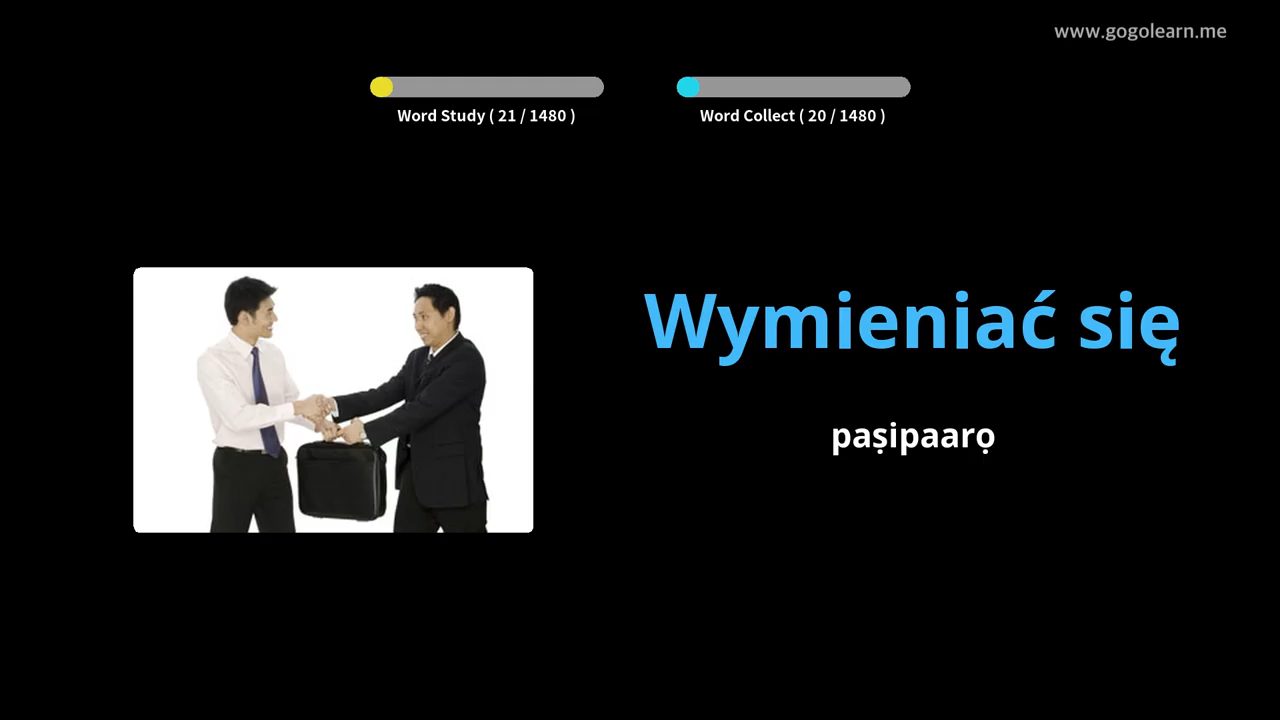 www.gogolearn.me
Word Study ( 21 / 1480 )
Word Collect ( 20 / 1480 )
Wymieniać się
paṣipaarọ